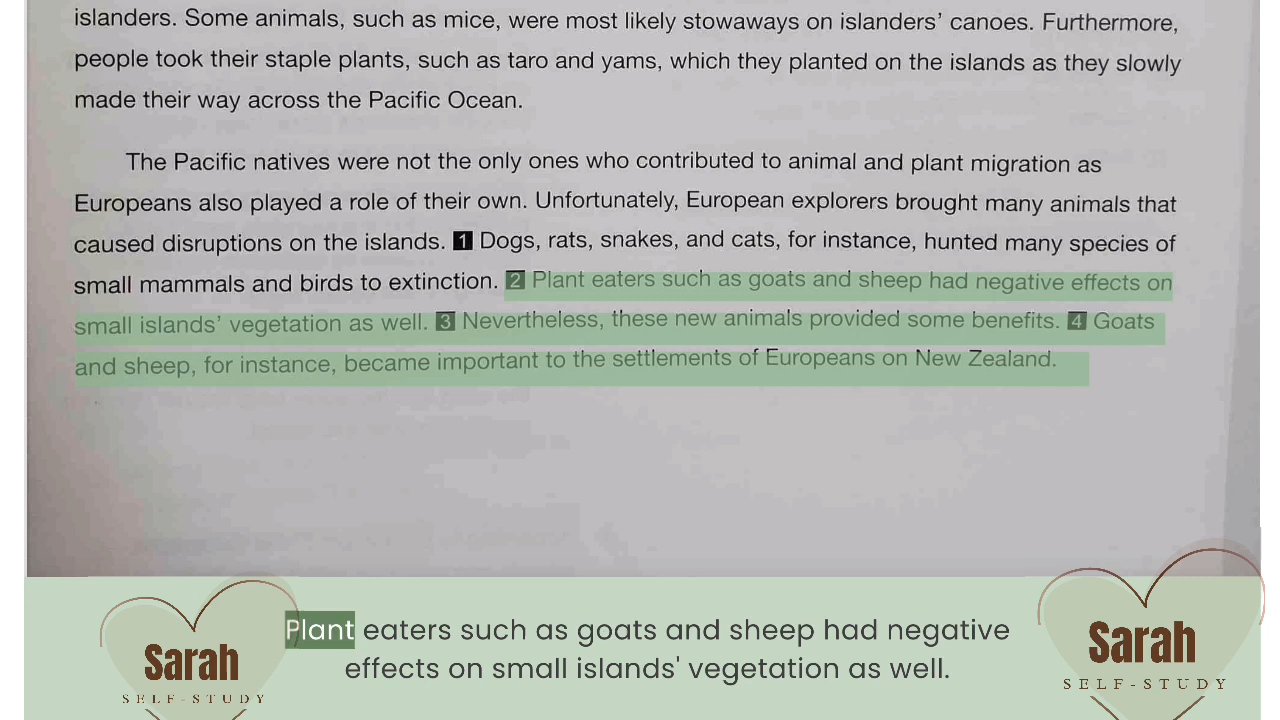 islanders. Some animals, such as mice, were most likely stowaways on islanders' canoes. Furthermore,
people took their staple plants, such as taro and yams, which they planted on the islands as they slowly
made their way across the Pacific Ocean.
The Pacific natives were not the only ones who contributed to animal and plant migration as
Europeans also played a role of their own. Unfortunately, European explorers brought many animals that
caused disruptions on the islands. 1 Dogs, rats, snakes, and cats, for instance, hunted many species of
small mammals and birds to extinction. 2 Plant eaters such as goats and sheep had negative effects on
small islands' vegetation as well. 3 Nevertheless, these new animals provided some benefits. 4 Goats
and sheep, for instance, became important to the settlements of Europeans on New Zealand.
Plant eaters such as goats and sheep had negative
effects on small islands' vegetation as well.
Sarah
SELF-STUDY
Sarah
SELF-STUDY